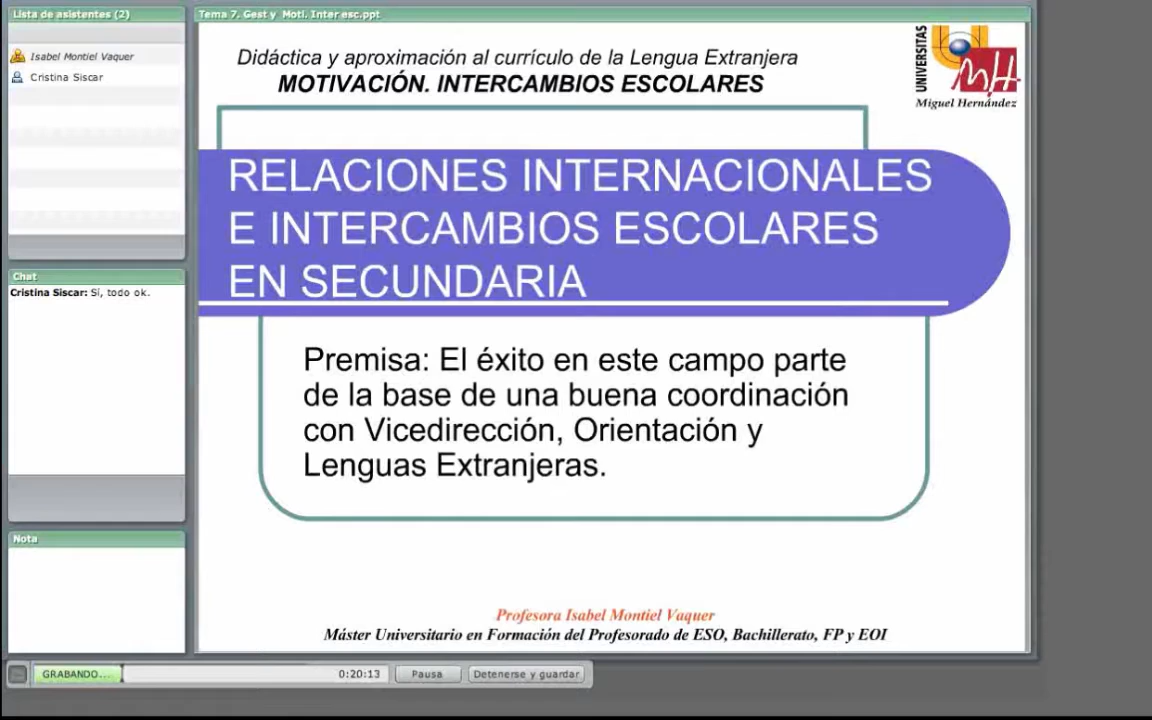 Lista de asistentes (2)
Isabel Montiel Vaquer
Cristina Siscar
Chat
Cristina Siscar: Sí, todo ok.
Nota
Tema 7. Gest y Moti. Inter esc.ppt
Didáctica y aproximación al currículo de la Lengua Extranjera
MOTIVACIÓN. INTERCAMBIOS ESCOLARES
UNIVERSITAS
Miguel Hernández
RELACIONES INTERNACIONALES
E INTERCAMBIOS ESCOLARES
EN SECUNDARIA
Premisa: El éxito en este campo parte
de la base de una buena coordinación
con Vicedirección, Orientación y
Lenguas Extranjeras.
Profesora Isabel Montiel Vaquer
Máster Universitario en Formación del Profesorado de ESO, Bachillerato, FP y EOI
GRABANDO... 0:20:13 Pausa Detenerse y guardar